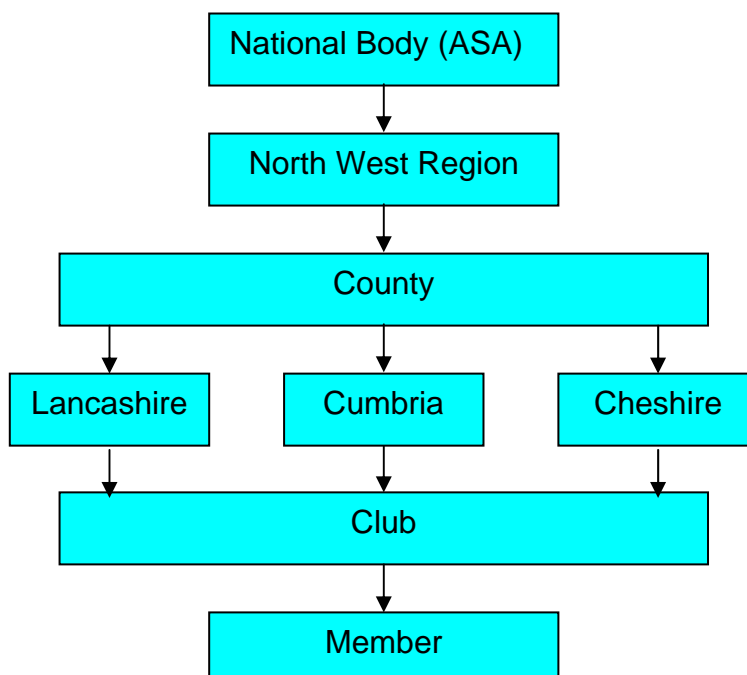 National Body (ASA)
North West Region
County
Lancashire
Cumbria
Cheshire
Club
Member